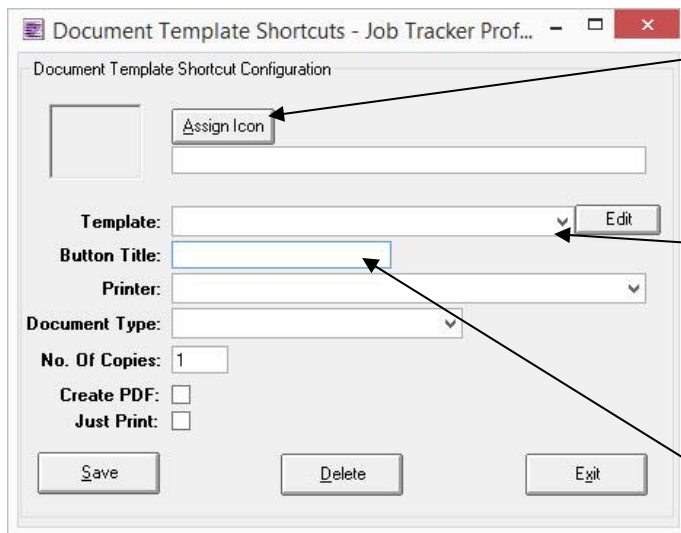 Document Template Shortcuts - Job Tracker Prof...
Document Template Shortcut Configuration
Assign Icon
Template:
Edit
Button Title:
Printer:
Document Type:
No. Of Copies: 1
Create PDF:
Just Print:
Save Delete Exit